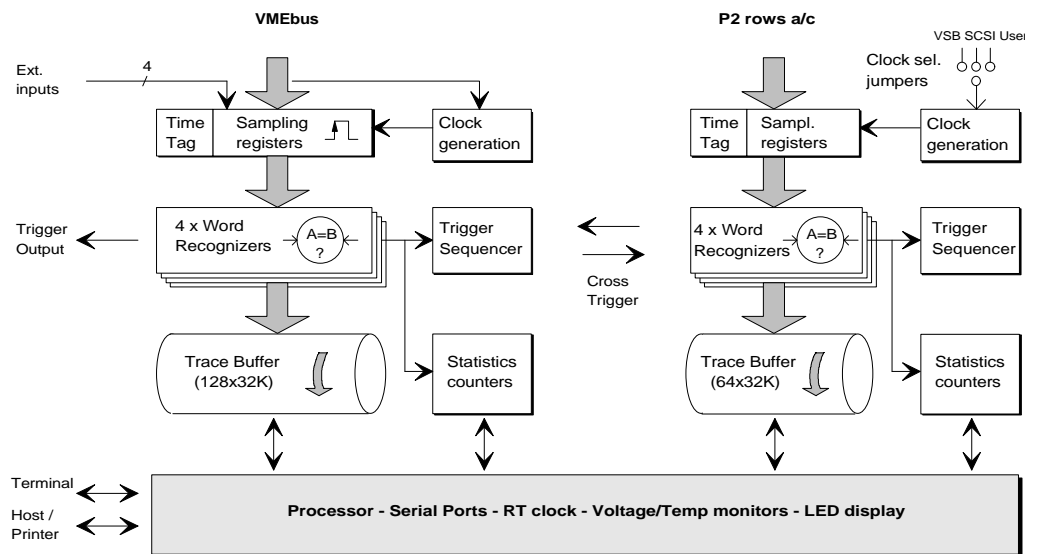 VMEbus
P2 rows a/c
VSB SCSI User
Clock sel.
jumpers
Ext.
inputs
4
Time
Tag
Sampling
registers
Clock
generation
Time
Tag
Sampl.
registers
Clock
generation
Trigger
Output
4 x Word
Recognizers
A=B
?
Trigger
Sequencer
Cross
Trigger
4 x Word
Recognizers
A=B
?
Trigger
Sequencer
Trace Buffer
(128x32K)
Statistics
counters
Trace Buffer
(64x32K)
Statistics
counters
Terminal
Host /
Printer
Processor - Serial Ports - RT clock - Voltage/Temp monitors - LED display